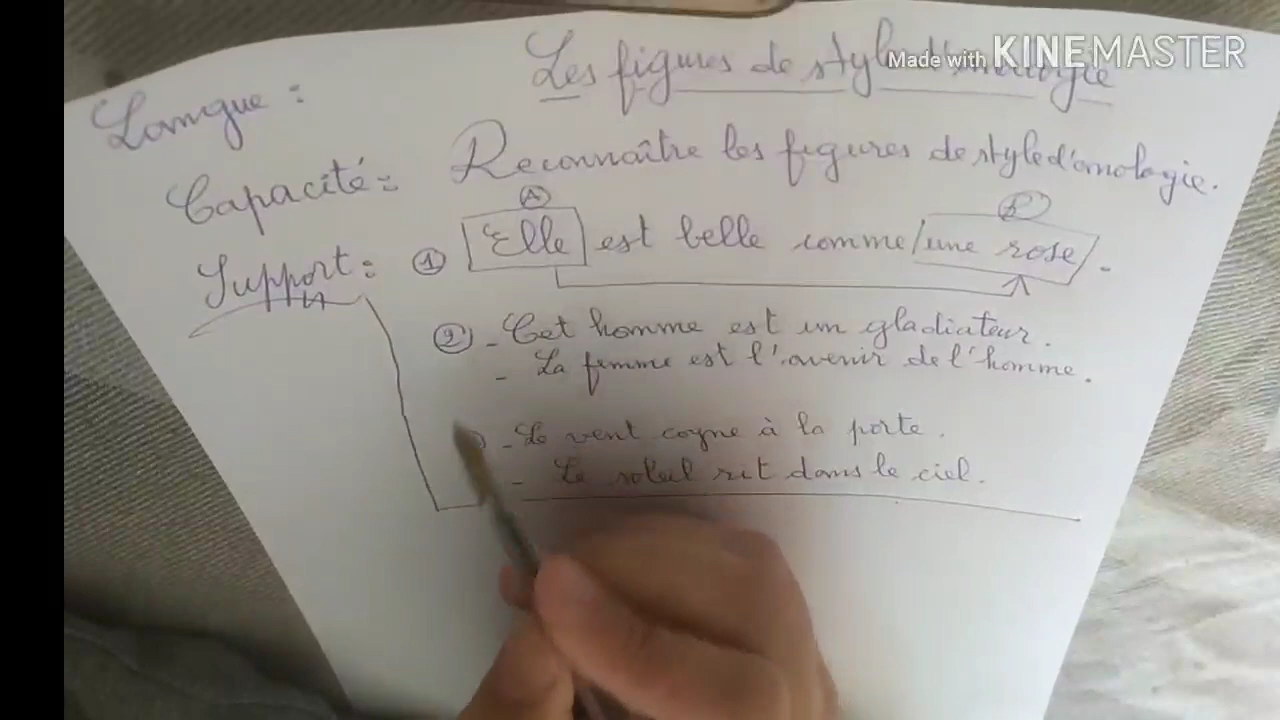 Les figures de style d'
Made with KINEMASTER
Langue :
Capacité : Reconnaître les figures de style d'omologie.
A
B
Support : 1 Elle est belle comme une rose.
2 - Cet homme est un gladiateur.
- La femme est l'avenir de l'homme.
- Le vent cogne à la porte.
- Le soleil rit dans le ciel.